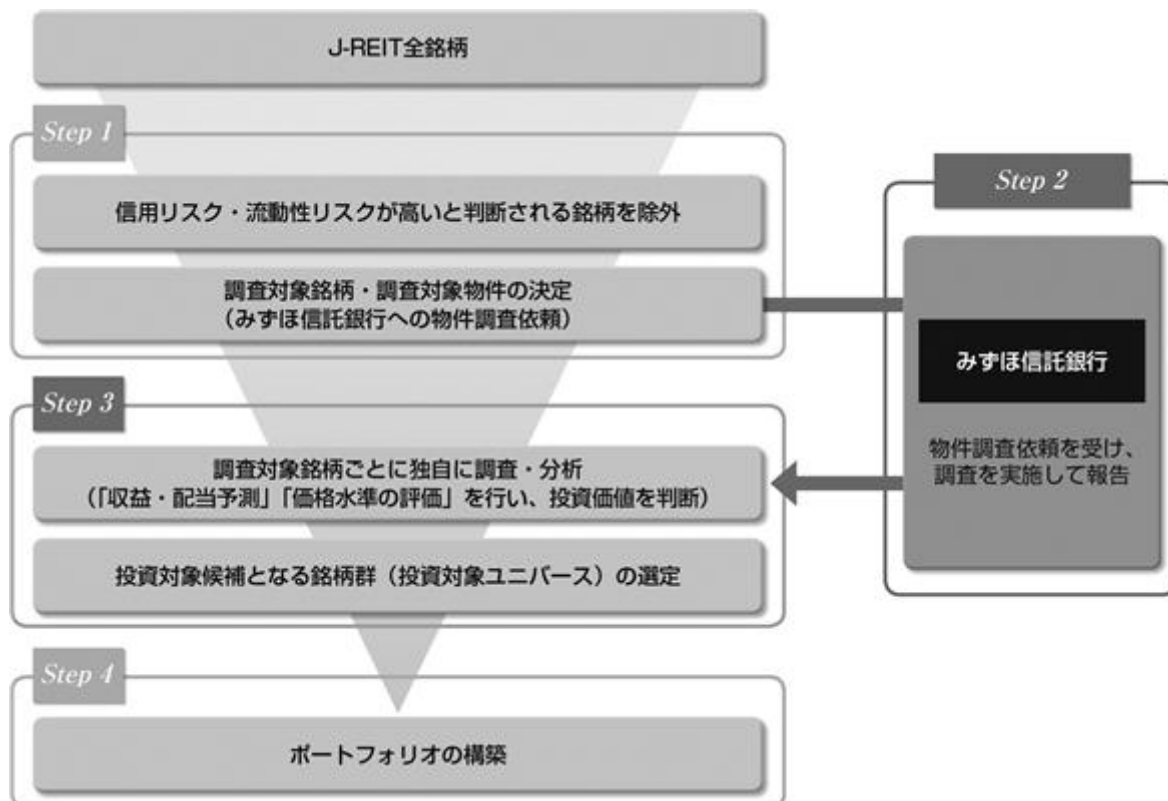 J-REIT全銘柄
Step 1
信用リスク・流動性リスクが高いと判断される銘柄を除外
調査対象銘柄・調査対象物件の決定
（みずほ信託銀行への物件調査依頼）
Step 2
みずほ信託銀行
物件調査依頼を受け、
調査を実施して報告
Step 3
調査対象銘柄ごとに独自に調査・分析
（「収益・配当予測」「価格水準の評価」を行い、投資価値を判断）
投資対象候補となる銘柄群（投資対象ユニバース）の選定
Step 4
ポートフォリオの構築